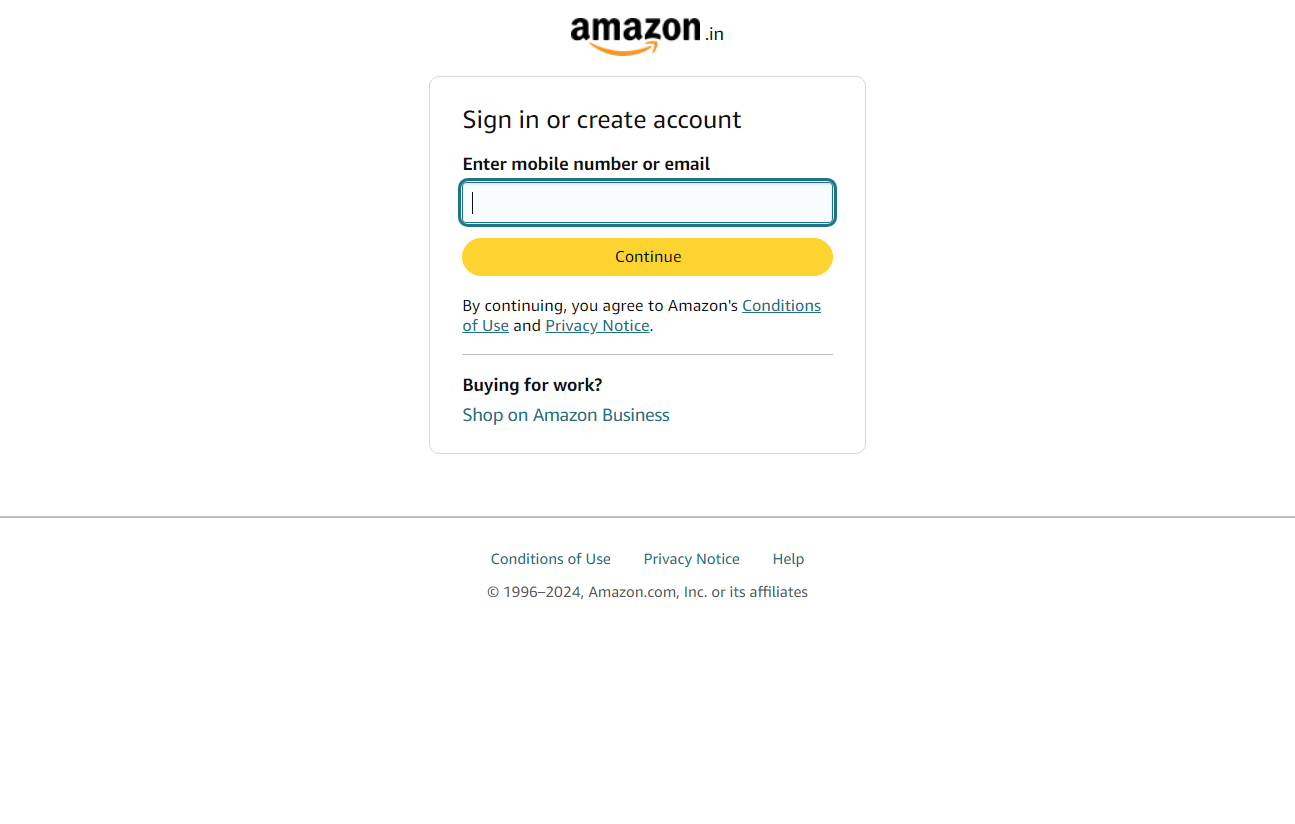 amazon.in
Sign in or create account
Enter mobile number or email
Continue
By continuing, you agree to Amazon's Conditions
of Use and Privacy Notice.
Buying for work?
Shop on Amazon Business
Conditions of Use Privacy Notice Help
© 1996–2024, Amazon.com, Inc. or its affiliates